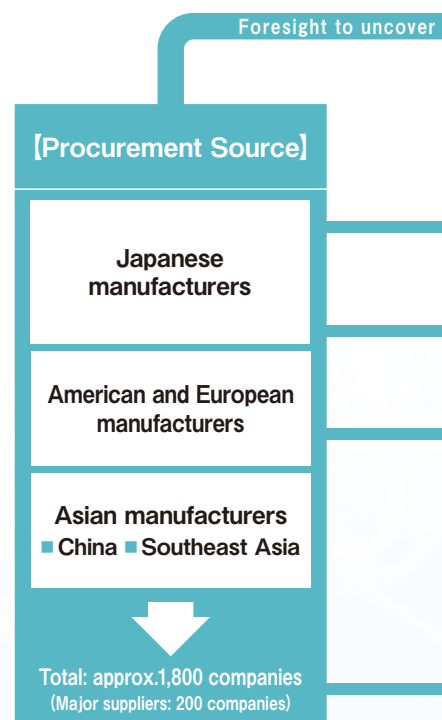 Foresight to uncover
【Procurement Source】
Japanese
manufacturers
American and European
manufacturers
Asian manufacturers
■ China ■ Southeast Asia
Total: approx.1,800 companies
(Major suppliers: 200 companies)